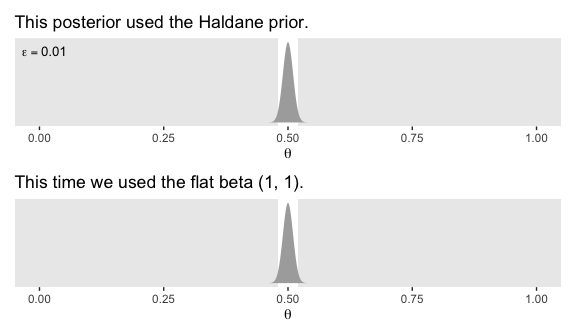 This posterior used the Haldane prior.
ε = 0.01
0.00 0.25 0.50 0.75 1.00
θ
This time we used the flat beta (1, 1).
0.00 0.25 0.50 0.75 1.00
θ